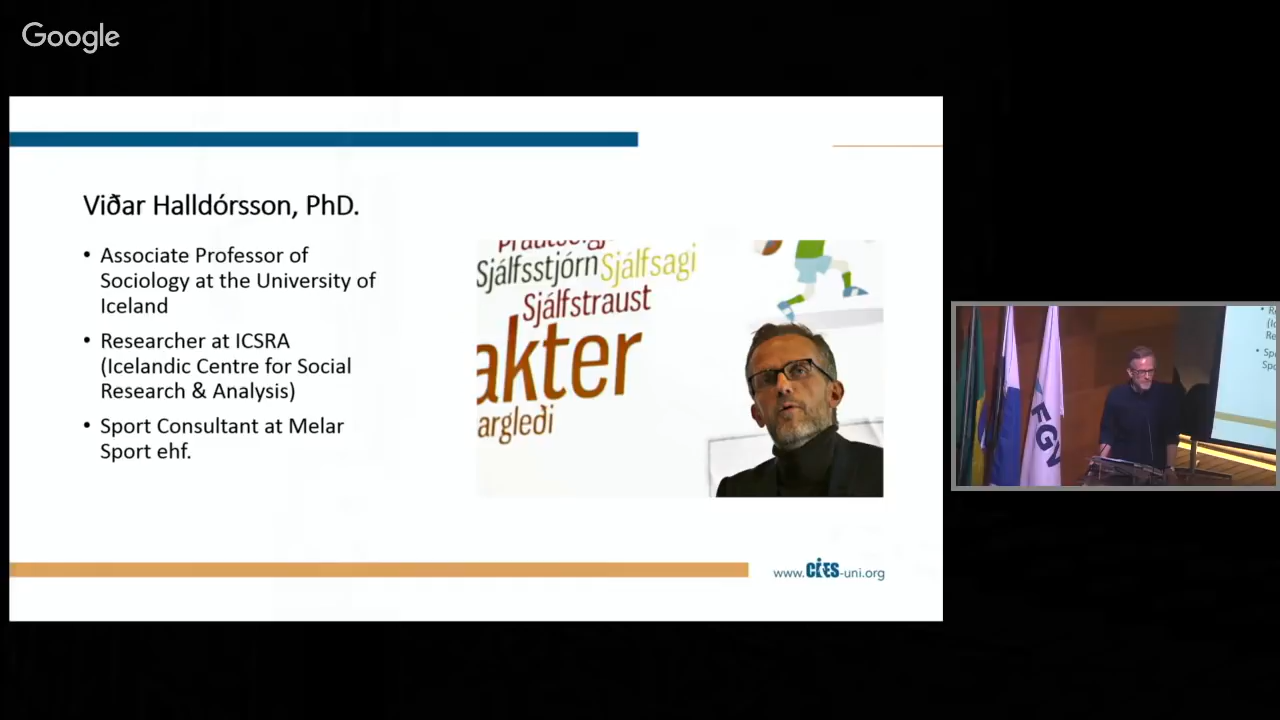 Google
Viðar Halldórsson, PhD.
• Associate Professor of
Sociology at the University of
Iceland
• Researcher at ICSRA
(Icelandic Centre for Social
Research & Analysis)
• Sport Consultant at Melar
Sport ehf.
Sjálfsstjórn Sjálfsagi
Sjálfstraust
akter
argleði
www.CIES-uni.org
FGV